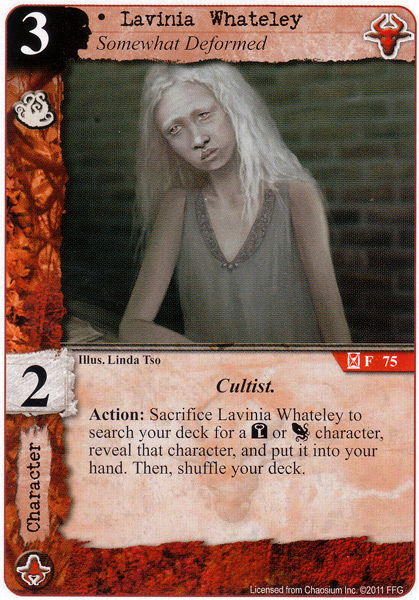 3
• Lavinia Whateley
Somewhat Deformed
Illus. Linda Tso
F 75
2
Cultist.
Action: Sacrifice Lavinia Whateley to
search your deck for a or character,
reveal that character, and put it into your
hand. Then, shuffle your deck.
Character
Licensed from Chaosium Inc. ©2011 FFG